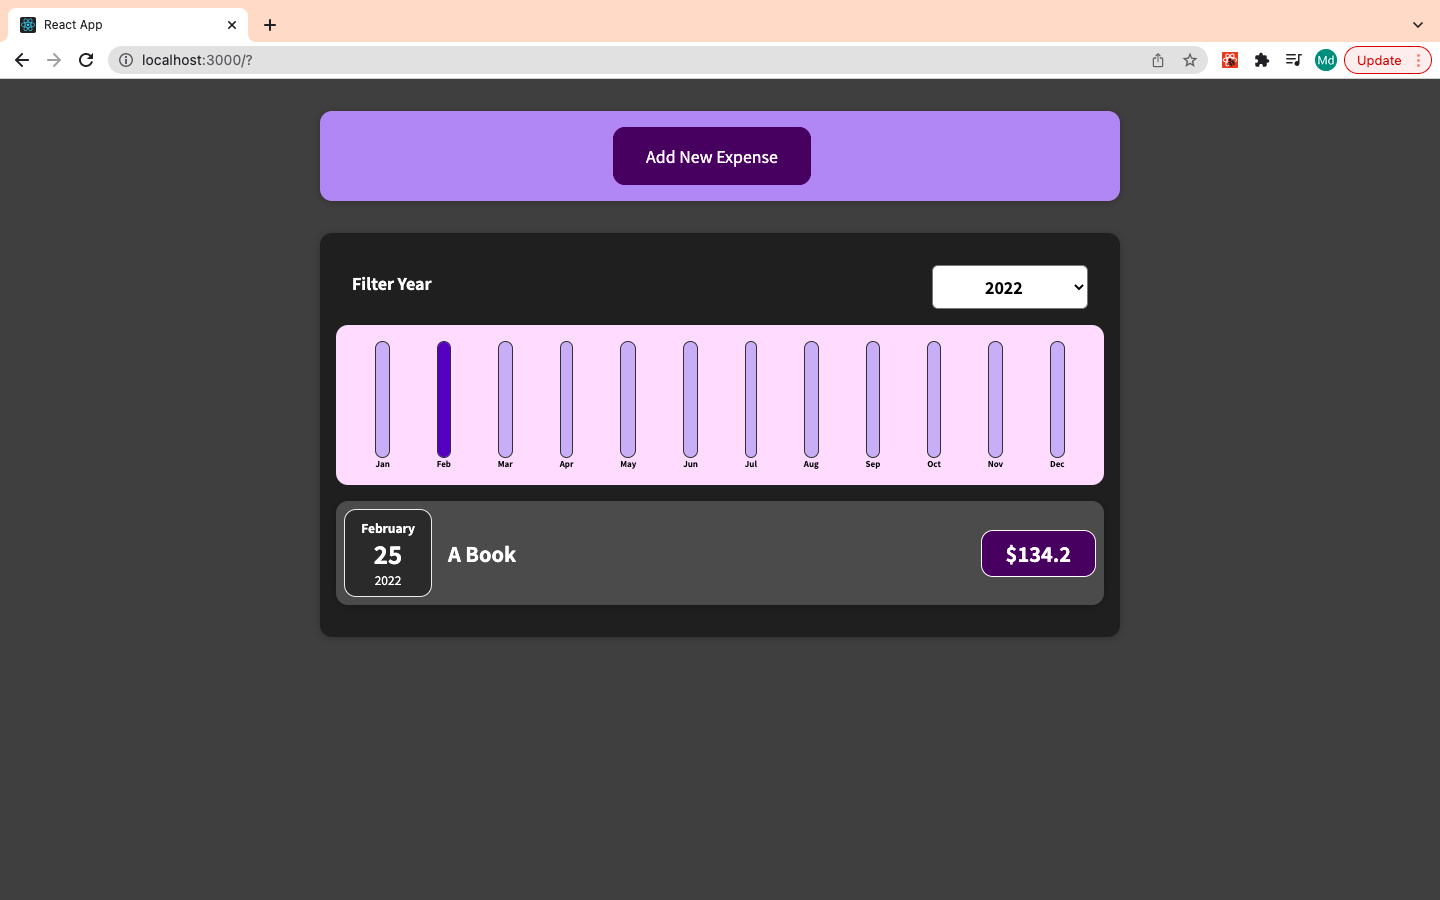 React App
localhost:3000/?
Md
Update
Add New Expense
Filter Year
2022
Jan Feb Mar Apr May Jun Jul Aug Sep Oct Nov Dec
February
25
2022
A Book
$134.2